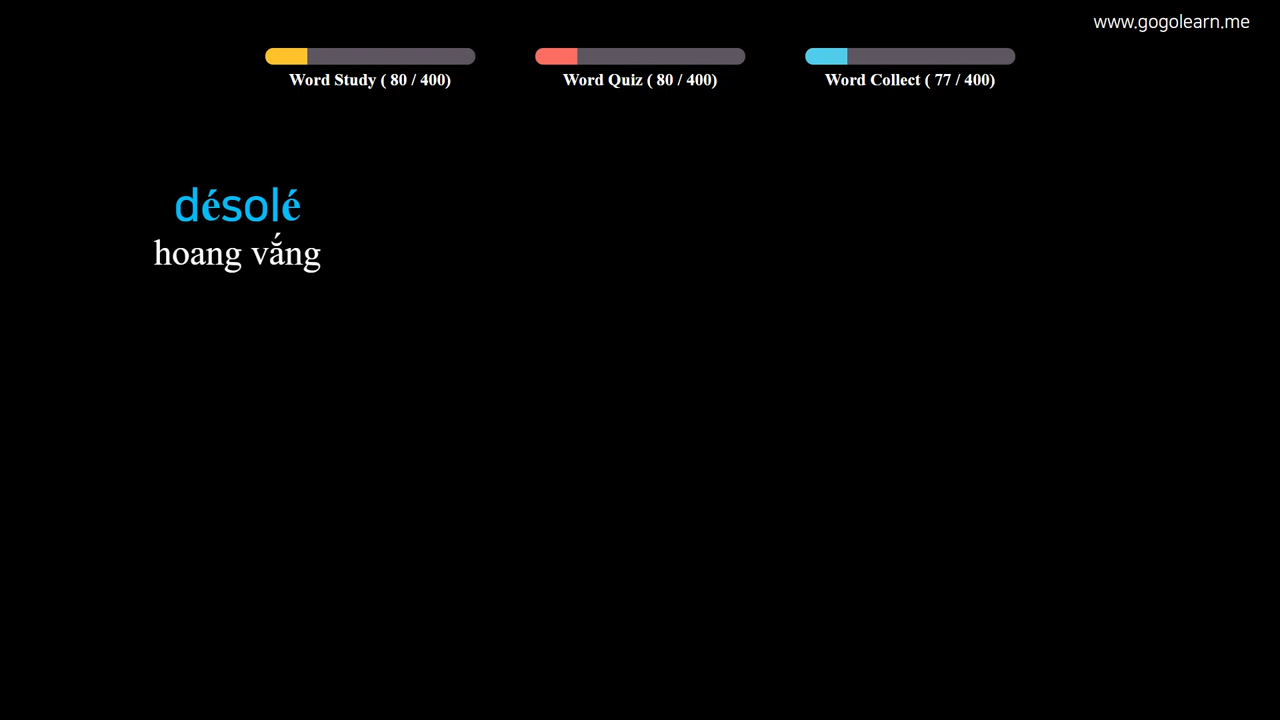 www.gogolearn.me
Word Study ( 80 / 400)
Word Quiz ( 80 / 400)
Word Collect ( 77 / 400)
désolé
hoang vắng